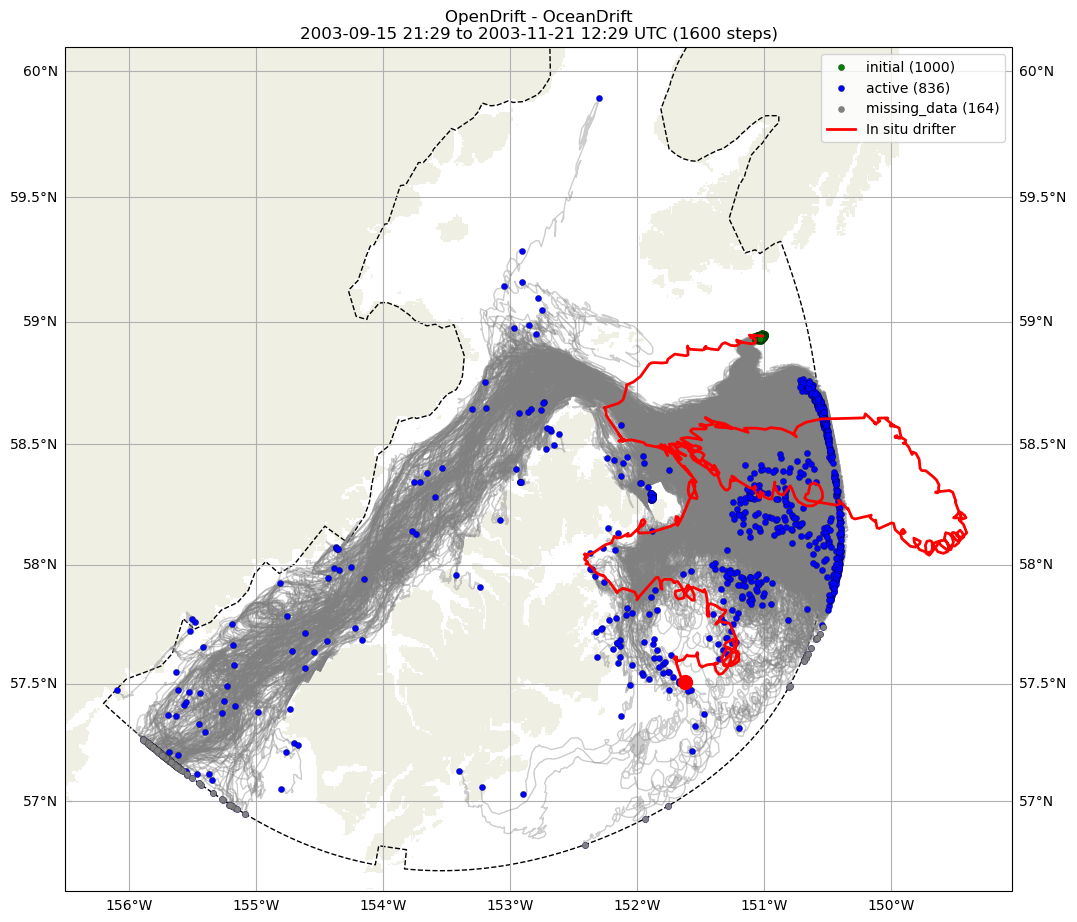 OpenDrift - OceanDrift
2003-09-15 21:29 to 2003-11-21 12:29 UTC (1600 steps)
initial (1000)
active (836)
missing_data (164)
In situ drifter
60°N
60°N
59.5°N
59.5°N
59°N
59°N
58.5°N
58.5°N
58°N
58°N
57.5°N
57.5°N
57°N
57°N
156°W
155°W
154°W
153°W
152°W
151°W
150°W